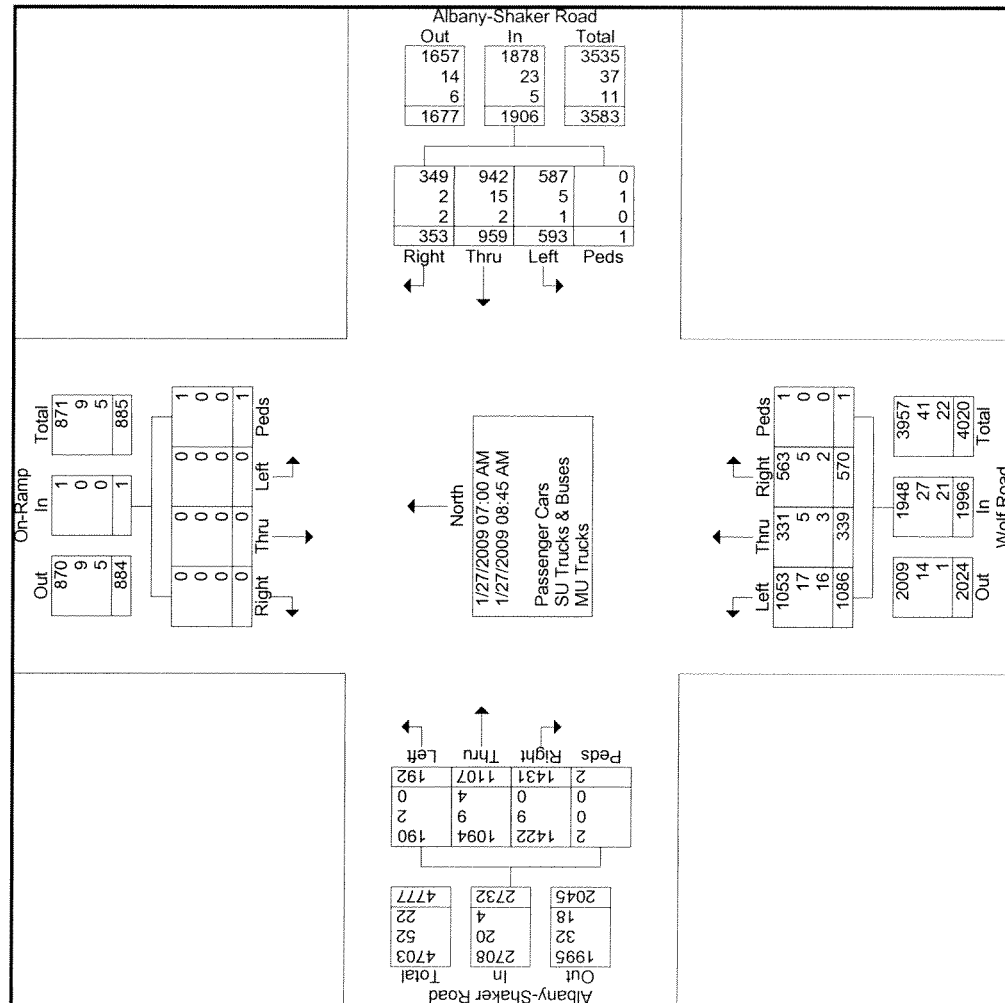 Albany-Shaker Road
Out In Total
1657 1878 3535
14 23 37
6 5 11
1677 1906 3583
349 942 587 0
2 15 5 1
2 2 1 0
353 959 593 1
Right Thru Left Peds
On-Ramp
Out In Total
870 1 871
9 0 9
5 0 5
884 1 885
0 0 0 1
0 0 0 0
0 0 0 0
0 0 0 1
Right Thru Left Peds
North
1/27/2009 07:00 AM
1/27/2009 08:45 AM
Passenger Cars
SU Trucks & Buses
MU Trucks
Left Thru Right Peds
1053 331 563 1
17 5 5 0
16 3 2 0
1086 339 570 1
2009 1948 3957
14 27 41
1 21 22
2024 1996 4020
Out In Total
Wolf Road
Left Thru Right Peds
192 1107 1431 2
0 4 0 0
2 9 9 0
190 1094 1422 2
4777 2732 2045
22 4 18
52 20 32
4703 2708 1995
Total In Out
Albany-Shaker Road